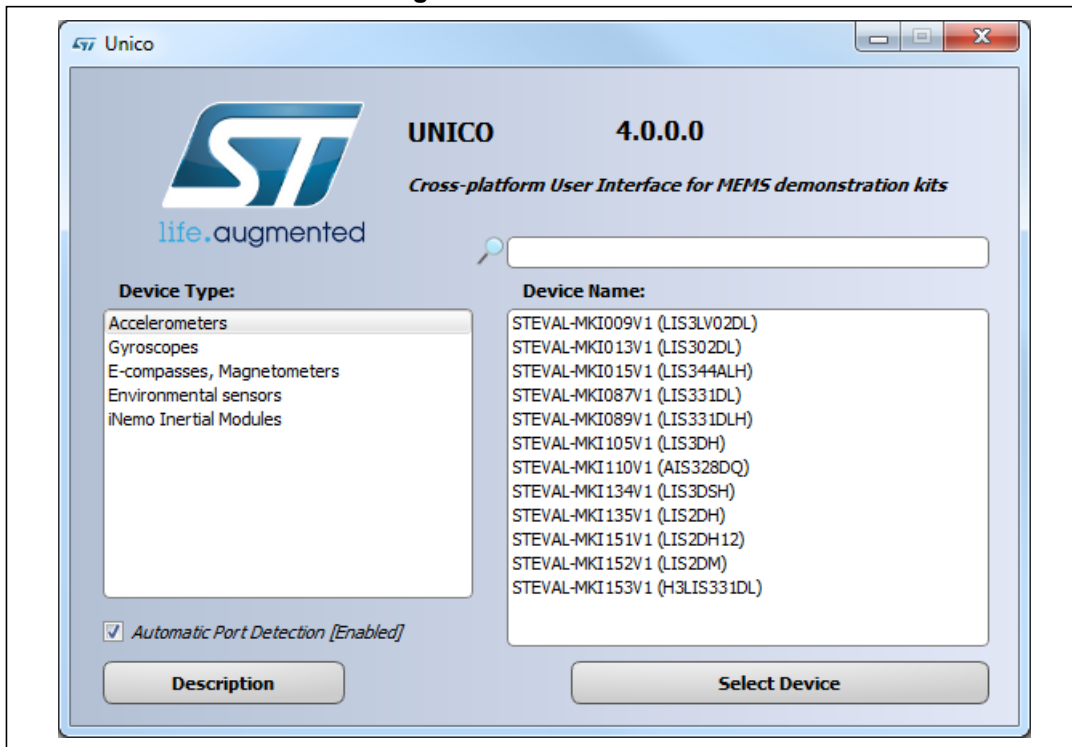 Unico
ST
life.augmented
UNICO 4.0.0.0
Cross-platform User Interface for MEMS demonstration kits
Device Type:
Accelerometers
Gyroscopes
E-compasses, Magnetometers
Environmental sensors
iNemo Inertial Modules
Automatic Port Detection [Enabled]
Description
Device Name:
STEVAL-MKI009V1 (LIS3LV02DL)
STEVAL-MKI013V1 (LIS302DL)
STEVAL-MKI015V1 (LIS344ALH)
STEVAL-MKI087V1 (LIS331DL)
STEVAL-MKI089V1 (LIS331DLH)
STEVAL-MKI105V1 (LIS3DH)
STEVAL-MKI110V1 (AIS328DQ)
STEVAL-MKI134V1 (LIS3DSH)
STEVAL-MKI135V1 (LIS2DH)
STEVAL-MKI151V1 (LIS2DH12)
STEVAL-MKI152V1 (LIS2DM)
STEVAL-MKI153V1 (H3LIS331DL)
Select Device